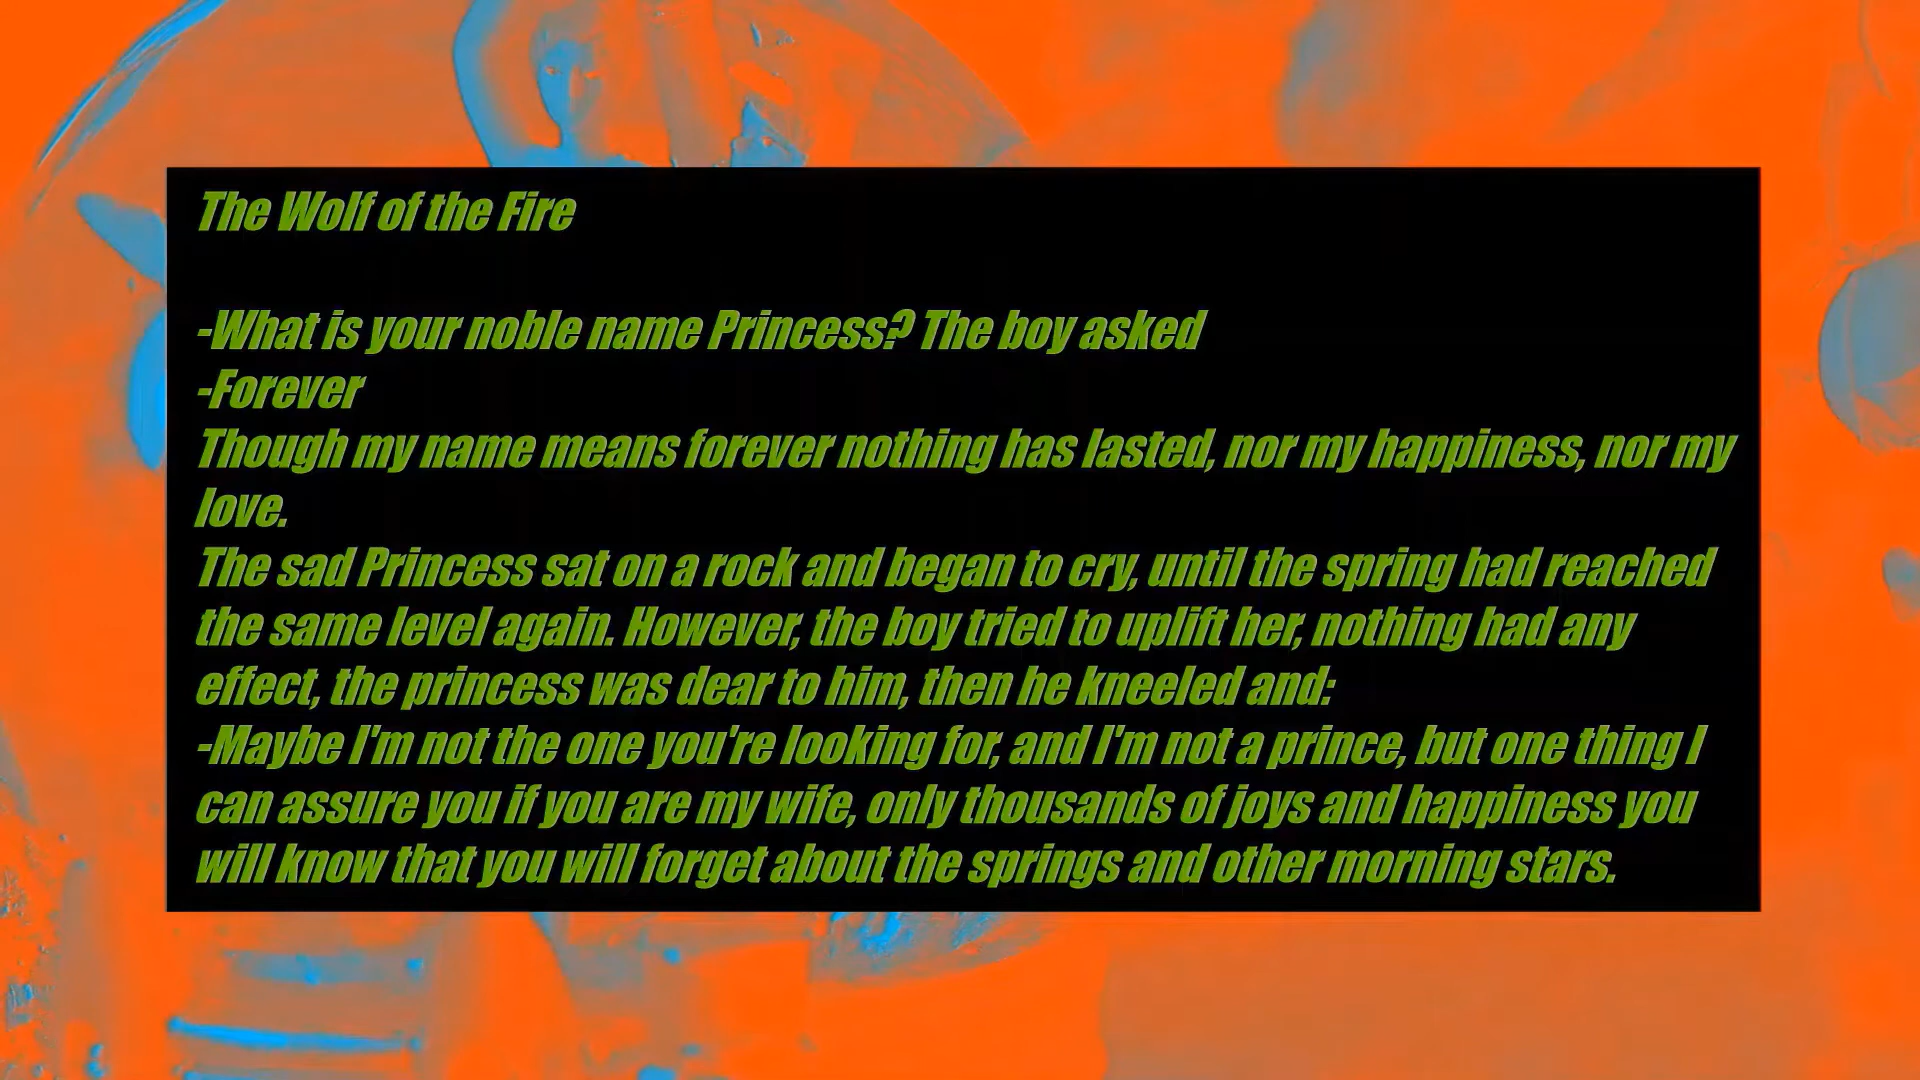 The Wolf of the Fire
-What is your noble name Princess? The boy asked
-Forever
Though my name means forever nothing has lasted, nor my happiness, nor my
love.
The sad Princess sat on a rock and began to cry, until the spring had reached
the same level again. However, the boy tried to uplift her, nothing had any
effect, the princess was dear to him, then he kneeled and:
-Maybe I'm not the one you're looking for, and I'm not a prince, but one thing I
can assure you if you are my wife, only thousands of joys and happiness you
will know that you will forget about the springs and other morning stars.